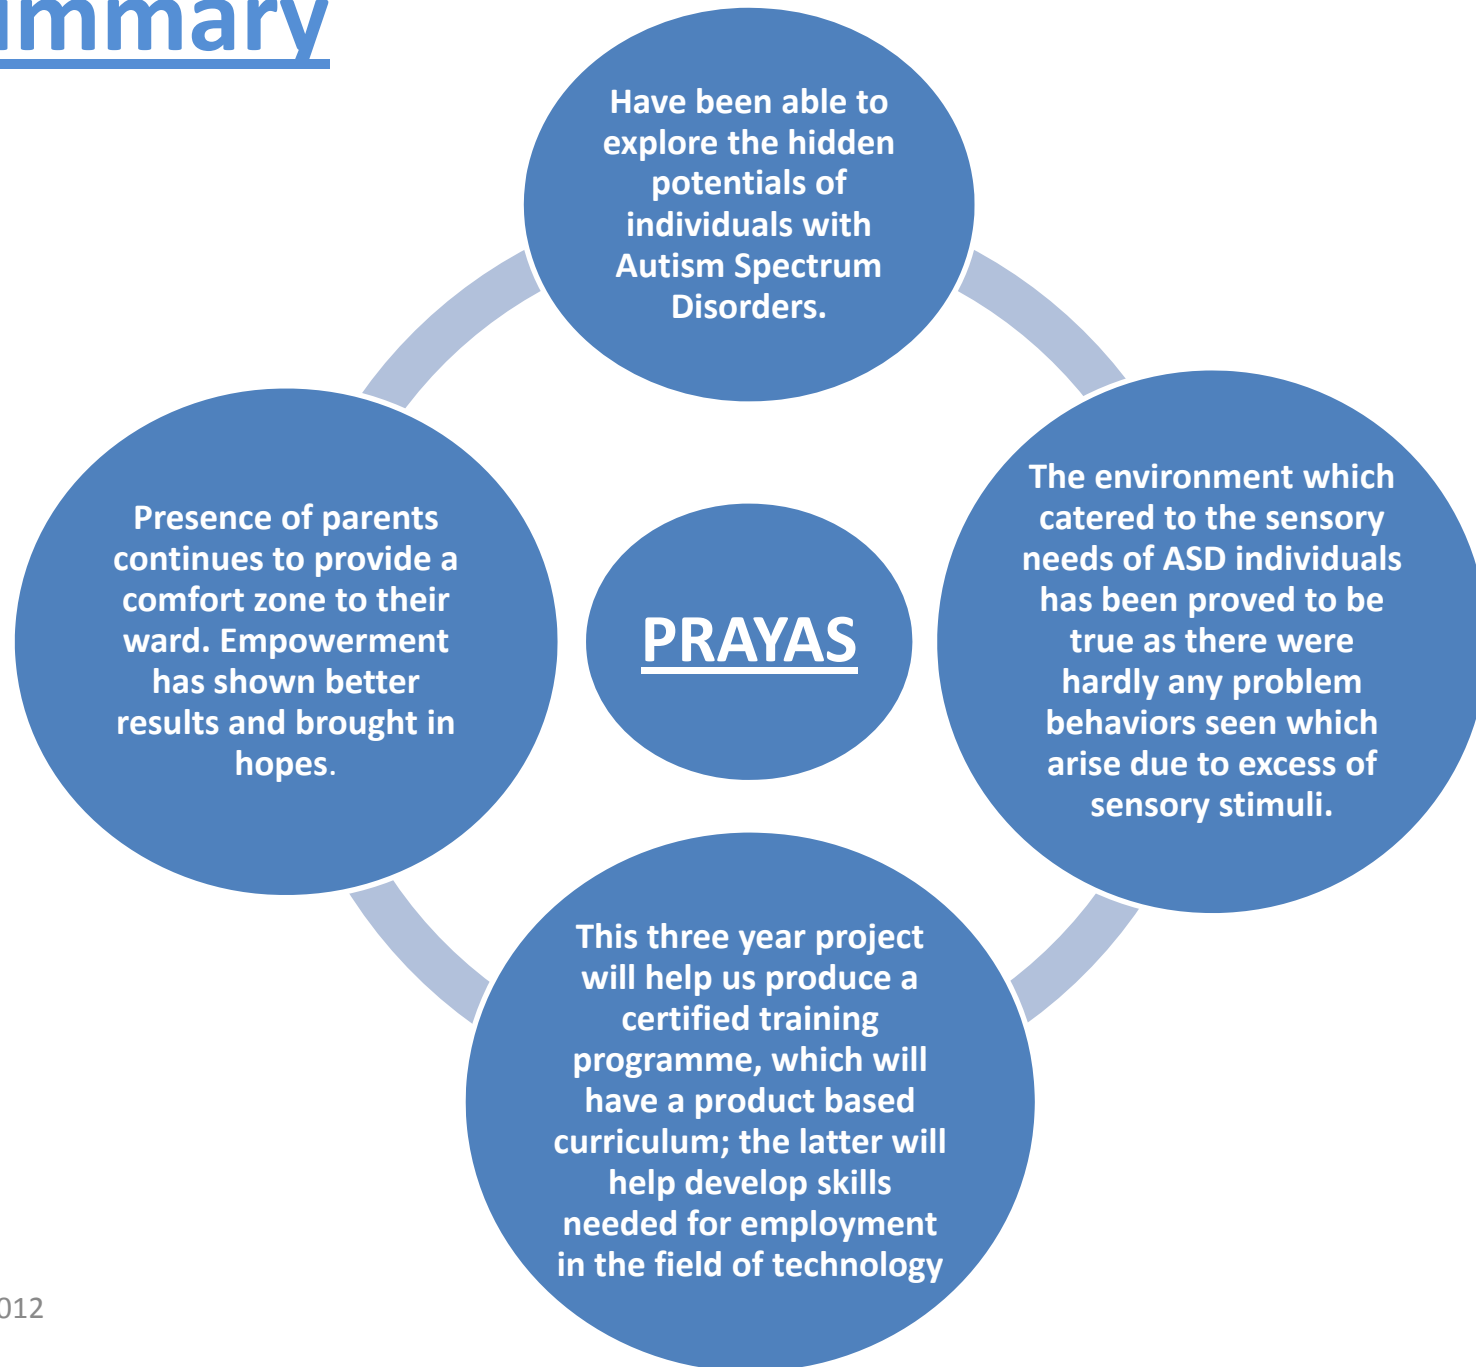 ummary
Have been able to
explore the hidden
potentials of
individuals with
Autism Spectrum
Disorders.
The environment which
catered to the sensory
needs of ASD individuals
has been proved to be
true as there were
hardly any problem
behaviors seen which
arise due to excess of
sensory stimuli.
This three year project
will help us produce a
certified training
programme, which will
have a product based
curriculum; the latter will
help develop skills
needed for employment
in the field of technology
Presence of parents
continues to provide a
comfort zone to their
ward. Empowerment
has shown better
results and brought in
hopes.
PRAYAS
012